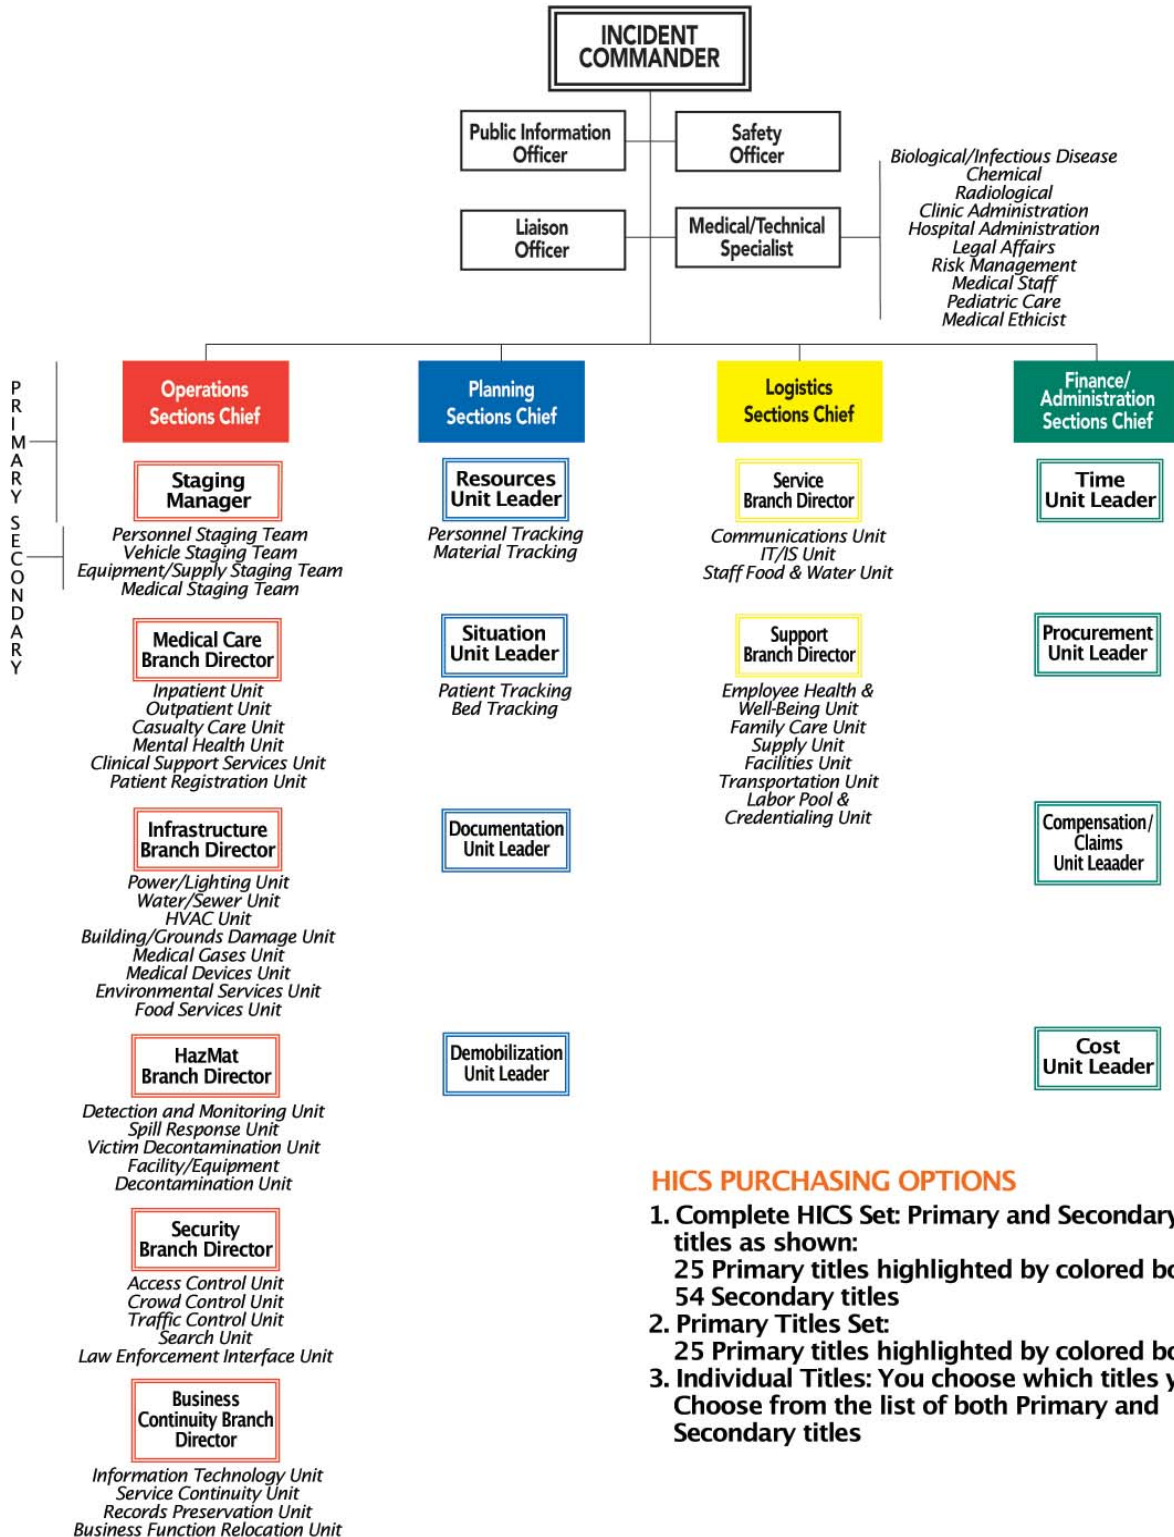 INCIDENT
COMMANDER
Public Information
Officer
Safety
Officer
Liaison
Officer
Medical/Technical
Specialist
Biological/Infectious Disease
Chemical
Radiological
Clinic Administration
Hospital Administration
Legal Affairs
Risk Management
Medical Staff
Pediatric Care
Medical Ethicist
PRIMARY
SECONDARY
Operations
Sections Chief
Staging
Manager
Personnel Staging Team
Vehicle Staging Team
Equipment/Supply Staging Team
Medical Staging Team
Medical Care
Branch Director
Inpatient Unit
Outpatient Unit
Casualty Care Unit
Mental Health Unit
Clinical Support Services Unit
Patient Registration Unit
Infrastructure
Branch Director
Power/Lighting Unit
Water/Sewer Unit
HVAC Unit
Building/Grounds Damage Unit
Medical Gases Unit
Medical Devices Unit
Environmental Services Unit
Food Services Unit
HazMat
Branch Director
Detection and Monitoring Unit
Spill Response Unit
Victim Decontamination Unit
Facility/Equipment
Decontamination Unit
Security
Branch Director
Access Control Unit
Crowd Control Unit
Traffic Control Unit
Search Unit
Law Enforcement Interface Unit
Business
Continuity Branch
Director
Information Technology Unit
Service Continuity Unit
Records Preservation Unit
Business Function Relocation Unit
Planning
Sections Chief
Resources
Unit Leader
Personnel Tracking
Material Tracking
Situation
Unit Leader
Patient Tracking
Bed Tracking
Documentation
Unit Leader
Demobilization
Unit Leader
Logistics
Sections Chief
Service
Branch Director
Communications Unit
IT/IS Unit
Staff Food & Water Unit
Support
Branch Director
Employee Health &
Well-Being Unit
Family Care Unit
Supply Unit
Facilities Unit
Transportation Unit
Labor Pool &
Credentialing Unit
Finance/
Administration
Sections Chief
Time
Unit Leader
Procurement
Unit Leader
Compensation/
Claims
Unit Leaader
Cost
Unit Leader
HICS PURCHASING OPTIONS
1. Complete HICS Set: Primary and Secondary
titles as shown:
25 Primary titles highlighted by colored
54 Secondary titles
2. Primary Titles Set:
25 Primary titles highlighted by colored
3. Individual Titles: You choose which titles
Choose from the list of both Primary and
Secondary titles